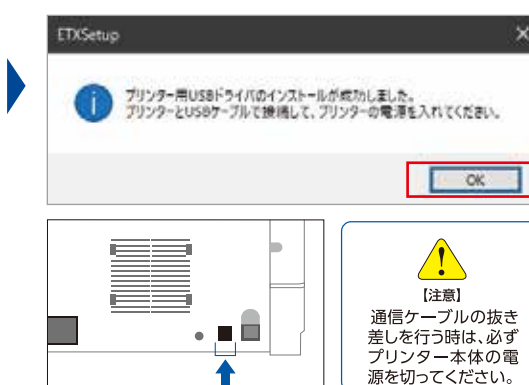 ETXSetup
プリンター用USBドライバのインストールが成功しました。
プリンターとUSBケーブルで接続して、プリンターの電源を入れてください。
OK
【注意】
通信ケーブルの抜き
差しを行う時は、必ず
プリンター本体の電
源を切ってください。